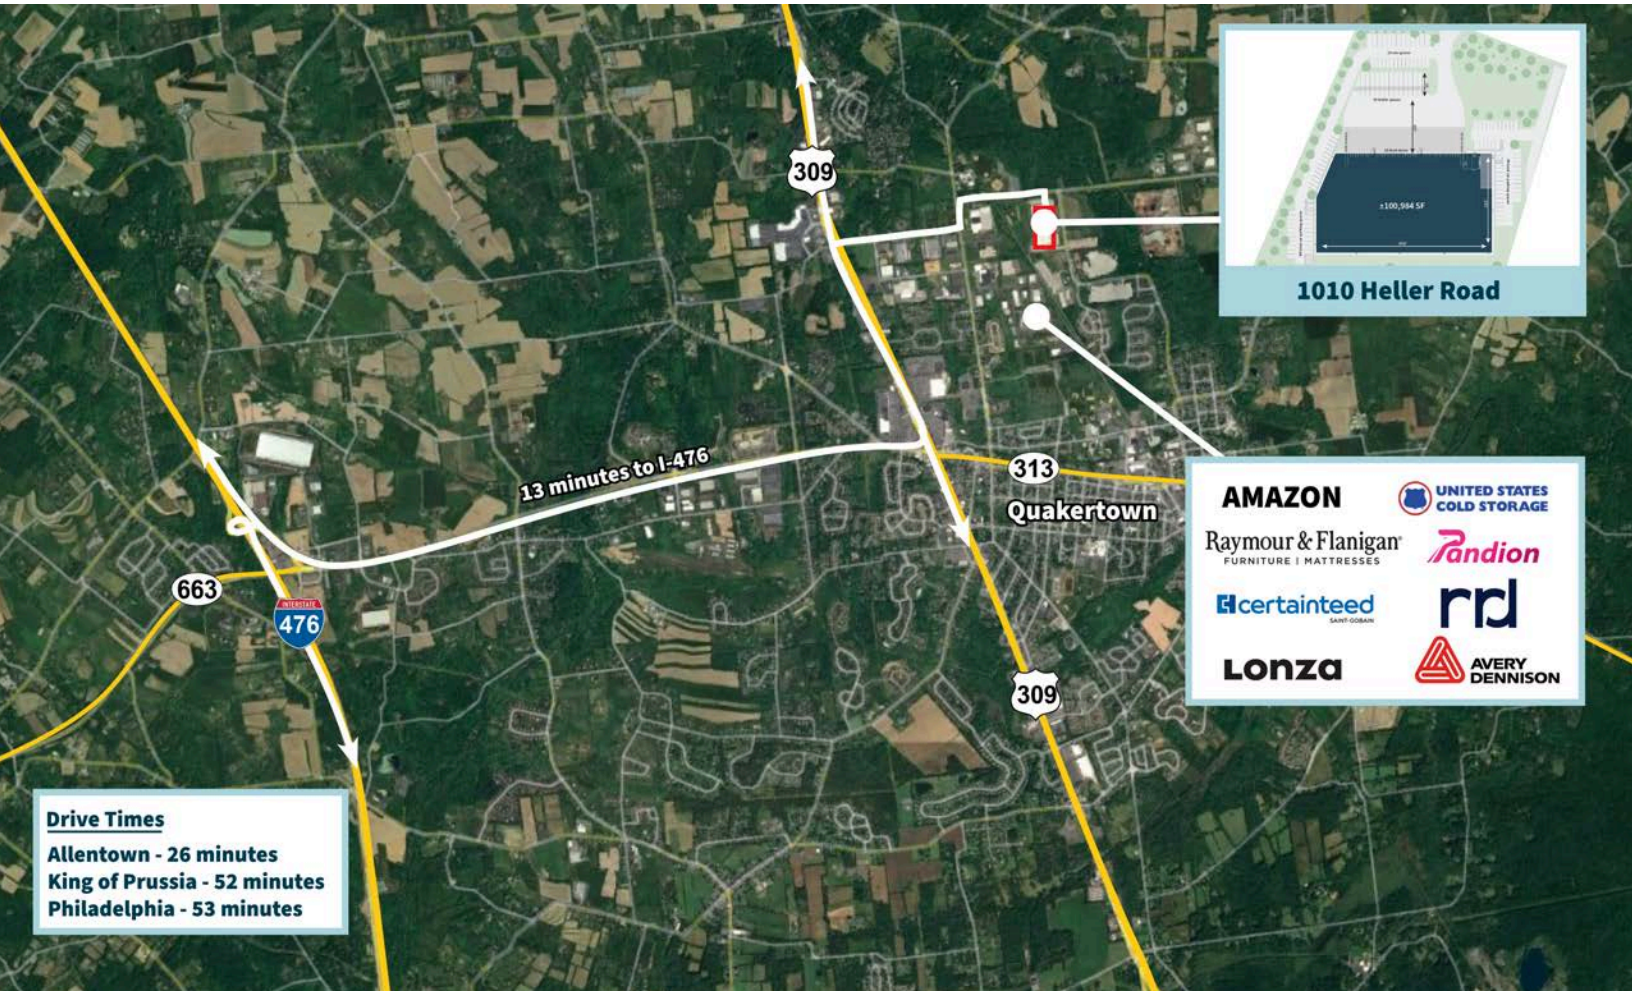 309
±100,984 SF
1010 Heller Road
13 minutes to I-476
313
Quakertown
AMAZON
UNITED STATES
COLD STORAGE
Raymour & Flanigan
FURNITURE | MATTRESSES
Pandion
certainteed
SAINT-GOBAIN
rrd
LONZA
AVERY
DENNISON
663
INTERSTATE
476
309
Drive Times
Allentown - 26 minutes
King of Prussia - 52 minutes
Philadelphia - 53 minutes